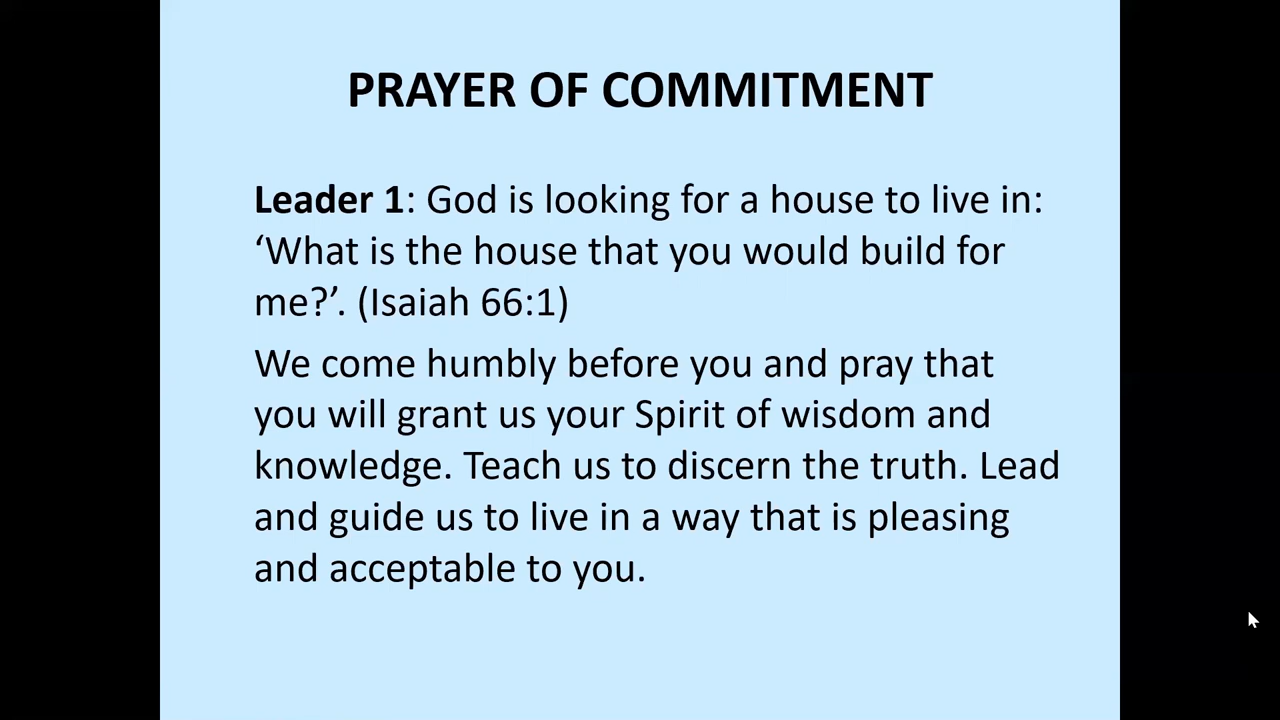 PRAYER OF COMMITMENT
Leader 1: God is looking for a house to live in:
‘What is the house that you would build for
me?’. (Isaiah 66:1)
We come humbly before you and pray that
you will grant us your Spirit of wisdom and
knowledge. Teach us to discern the truth. Lead
and guide us to live in a way that is pleasing
and acceptable to you.